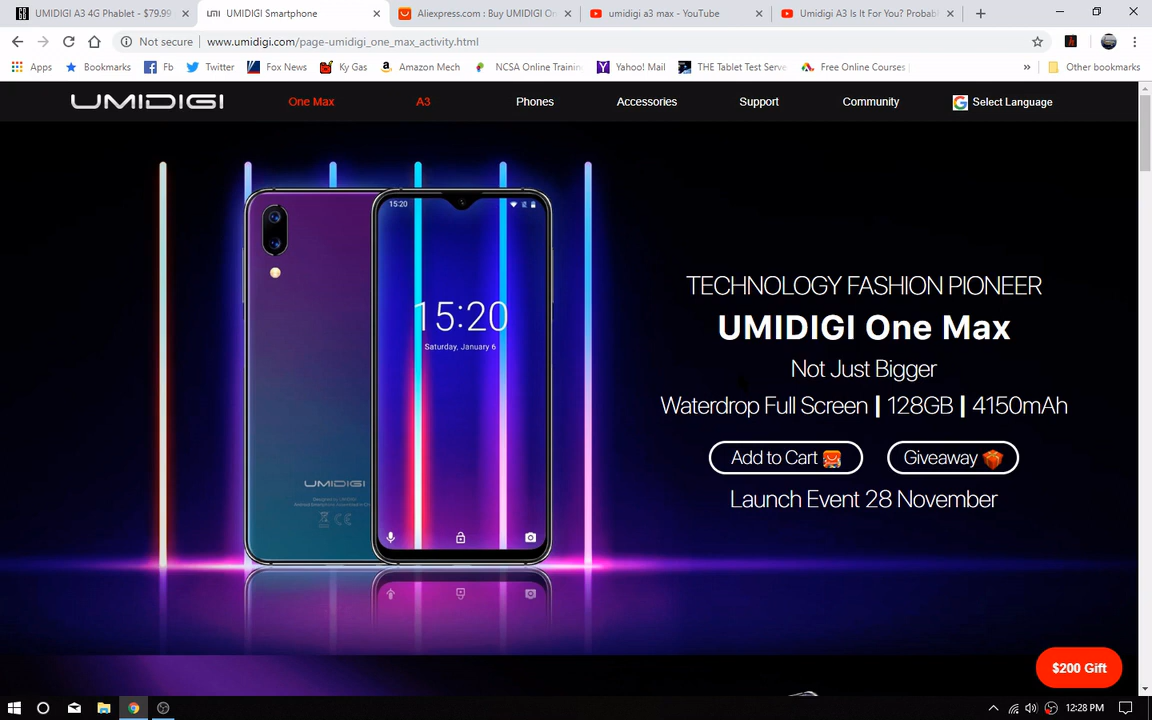 UMIDIGI A3 4G Phablet - $79.99
UMIDIGI Smartphone
Aliexpress.com : Buy UMIDIGI On
umidigi a3 max - YouTube
Umidigi A3 Is It For You? Probab
Not secure
www.umidigi.com/page-umidigi_one_max_activity.html
Apps
Bookmarks
Fb
Twitter
Fox News
Ky Gas
Amazon Mech
NCSA Online Trainin
Yahoo! Mail
THE Tablet Test Serve
Free Online Courses
Other bookmarks
UMIDIGI
One Max
A3
Phones
Accessories
Support
Community
Select Language
15:20
15:20
Saturday, January 6
UMIDIGI
TECHNOLOGY FASHION PIONEER
UMIDIGI One Max
Not Just Bigger
Waterdrop Full Screen | 128GB | 4150mAh
Add to Cart
Giveaway
Launch Event 28 November
$200 Gift
12:28 PM